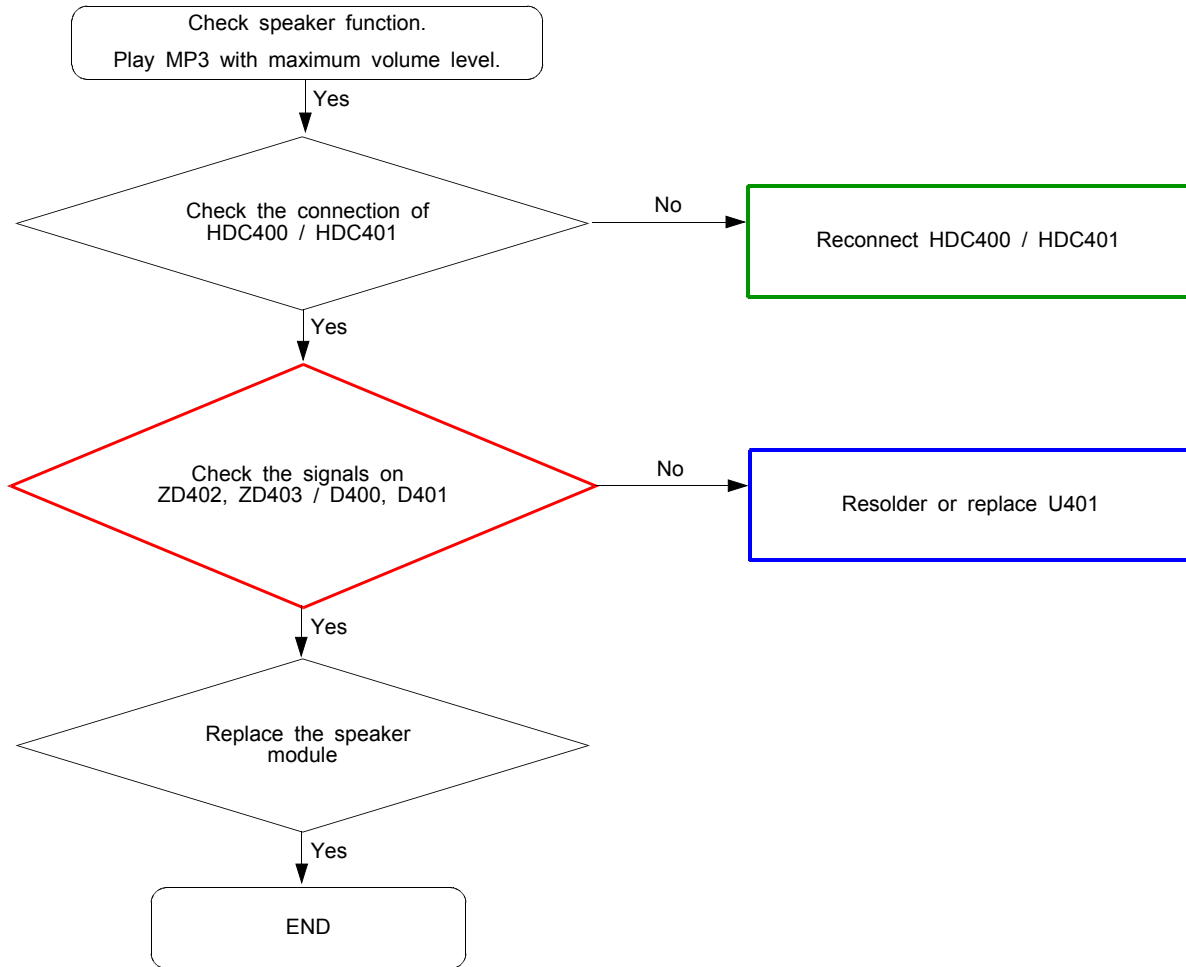 Check speaker function.
Play MP3 with maximum volume level.
Yes
Check the connection of
HDC400 / HDC401
No
Reconnect HDC400 / HDC401
Yes
Check the signals on
ZD402, ZD403 / D400, D401
No
Resolder or replace U401
Yes
Replace the speaker
module
Yes
END